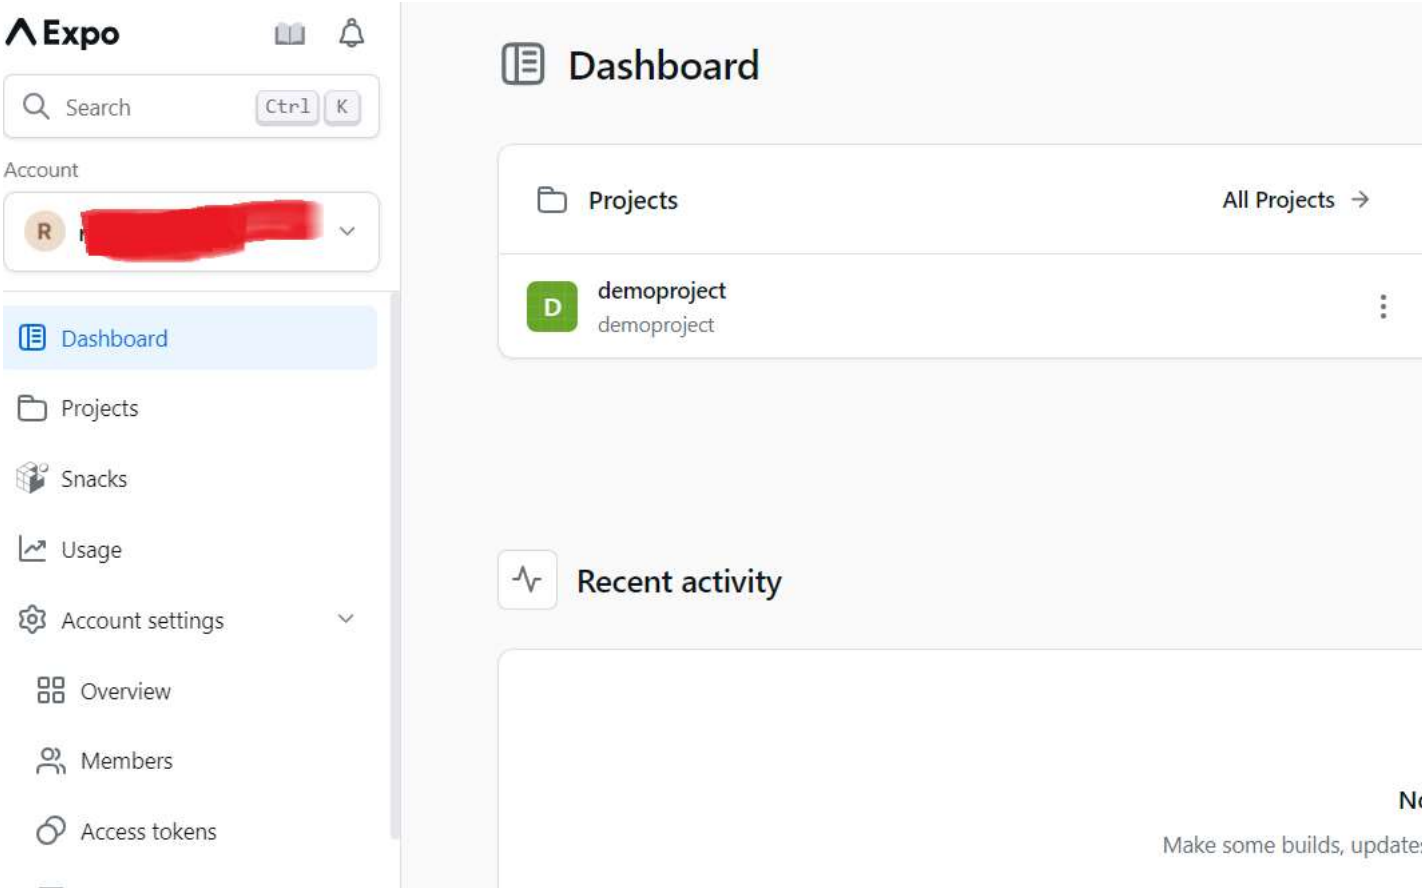 Expo
Search Ctrl K
Account
R
Dashboard
Projects
Snacks
Usage
Account settings
Overview
Members
Access tokens
Dashboard
Projects
All Projects →
D
demoproject
demoproject
Recent activity
Make some builds,